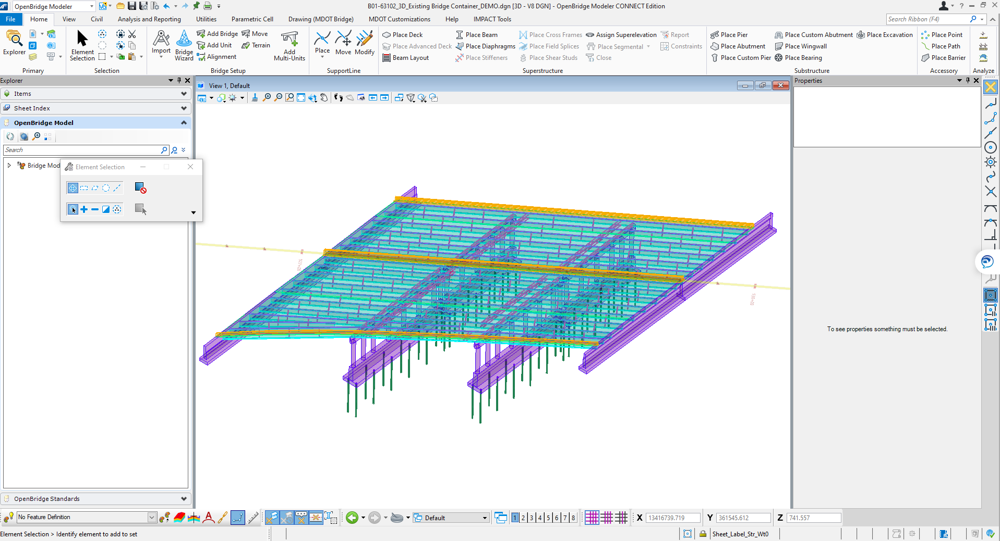 OpenBridge Modeler
B01-63102_3D_Existing Bridge Container_DEMO.dgn [3D - V8 DGN] - OpenBridge Modeler CONNECT Edition
File Home View Civil Analysis and Reporting Utilities Parametric Cell Drawing (MDOT Bridge) MDOT Customizations Help IMPACT Tools
Search Ribbon (F4)
Explorer
Primary
Element Selection
Selection
Import
Bridge Wizard
Add Bridge
Add Unit
Alignment
Move
Terrain
Add Multi-Units
Bridge Setup
Place
Move
Modify
SupportLine
Place Deck
Place Advanced Deck
Beam Layout
Place Beam
Place Diaphragms
Place Stiffeners
Place Cross Frames
Place Field Splices
Place Shear Studs
Assign Superelevation
Place Segmental
Close
Report
Constraints
Superstructure
Place Pier
Place Abutment
Place Custom Pier
Place Custom Abutment
Place Wingwall
Place Bearing
Place Excavation
Substructure
Place Point
Place Path
Place Barrier
Accessory
Analyze
Explorer
Items
Sheet Index
OpenBridge Model
Search
Bridge Mod
Element Selection
OpenBridge Standards
View 1, Default
531+00
530+00
Properties
To see properties something must be selected.
No Feature Definition
Default
1 2 3 4 5 6 7 8
X 13416739.719 Y 361545.612 Z 741.557
Element Selection > Identify element to add to set
Sheet_Label_Str_Wt0